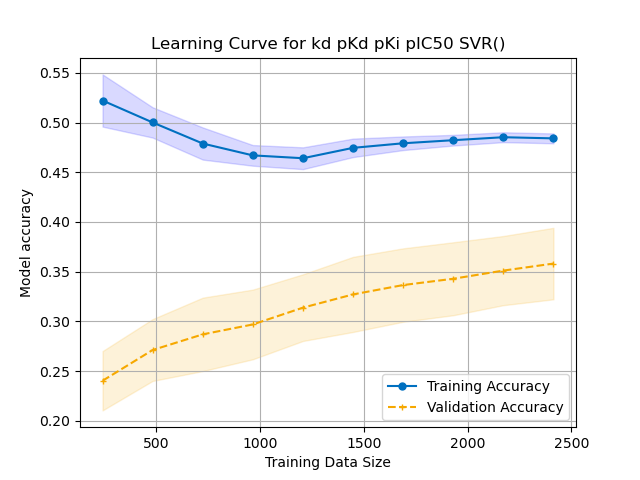 Learning Curve for kd pKd pKi pIC50 SVR()
Model accuracy
0.55
0.50
0.45
0.40
0.35
0.30
0.25
0.20
Training Accuracy
Validation Accuracy
500
1000
1500
2000
2500
Training Data Size